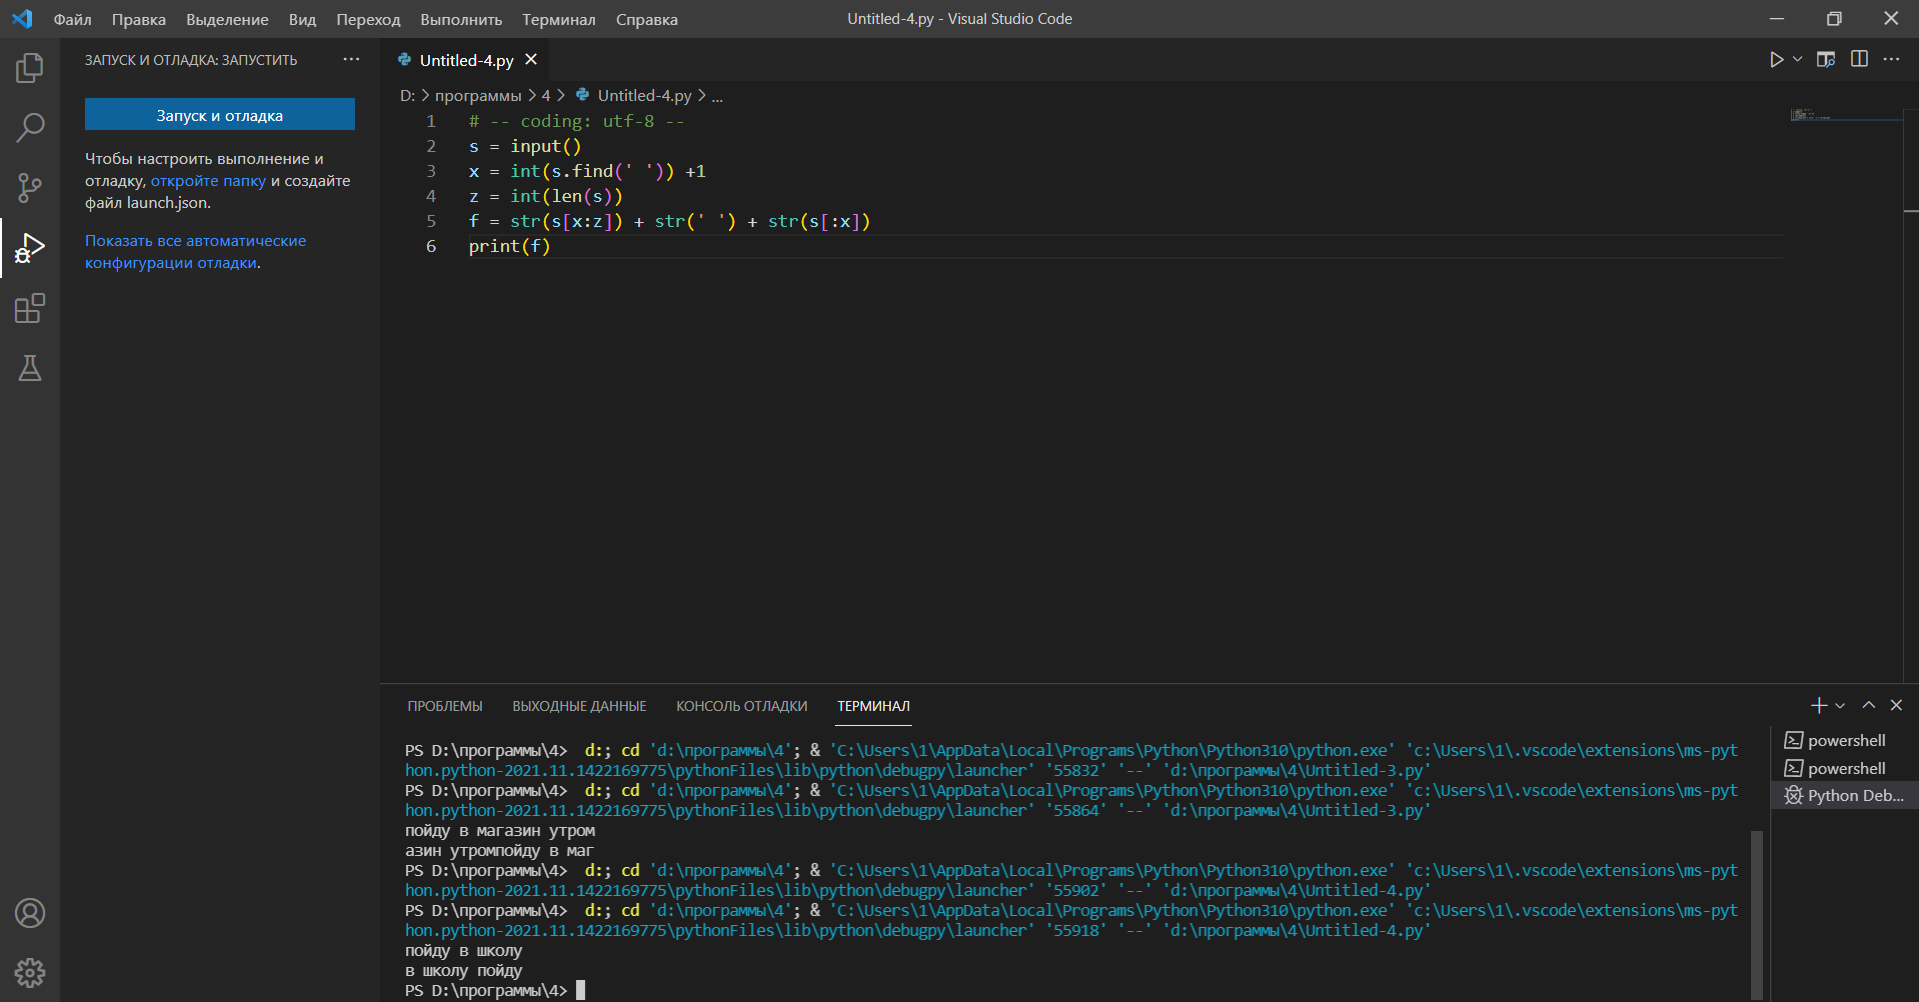 Файл Правка Выделение Вид Переход Выполнить Терминал Справка
Untitled-4.py - Visual Studio Code
ЗАПУСК И ОТЛАДКА: ЗАПУСТИТЬ
Запуск и отладка
Чтобы настроить выполнение и
отладку, откройте папку и создайте
файл launch.json.
Показать все автоматические
конфигурации отладки.
Untitled-4.py
D: > программы > 4 > Untitled-4.py > ...
1 # -- coding: utf-8 --
2 s = input()
3 x = int(s.find(' ')) +1
4 z = int(len(s))
5 f = str(s[x:z]) + str(' ') + str(s[:x])
6 print(f)
ПРОБЛЕМЫ ВЫХОДНЫЕ ДАННЫЕ КОНСОЛЬ ОТЛАДКИ ТЕРМИНАЛ
PS D:\программы\4>  d:; cd 'd:\программы\4'; & 'C:\Users\1\AppData\Local\Programs\Python\Python310\python.exe' 'c:\Users\1\.vscode\extensions\ms-pyt
hon.python-2021.11.1422169775\pythonFiles\lib\python\debugpy\launcher' '55832' '--' 'd:\программы\4\Untitled-3.py'
PS D:\программы\4>  d:; cd 'd:\программы\4'; & 'C:\Users\1\AppData\Local\Programs\Python\Python310\python.exe' 'c:\Users\1\.vscode\extensions\ms-pyt
hon.python-2021.11.1422169775\pythonFiles\lib\python\debugpy\launcher' '55864' '--' 'd:\программы\4\Untitled-3.py'
пойду в магазин утром
азин утромпойду в маг
PS D:\программы\4>  d:; cd 'd:\программы\4'; & 'C:\Users\1\AppData\Local\Programs\Python\Python310\python.exe' 'c:\Users\1\.vscode\extensions\ms-pyt
hon.python-2021.11.1422169775\pythonFiles\lib\python\debugpy\launcher' '55902' '--' 'd:\программы\4\Untitled-4.py'
PS D:\программы\4>  d:; cd 'd:\программы\4'; & 'C:\Users\1\AppData\Local\Programs\Python\Python310\python.exe' 'c:\Users\1\.vscode\extensions\ms-pyt
hon.python-2021.11.1422169775\pythonFiles\lib\python\debugpy\launcher' '55918' '--' 'd:\программы\4\Untitled-4.py'
пойду в школу
в школу пойду
PS D:\программы\4>
powershell
powershell
Python Deb...